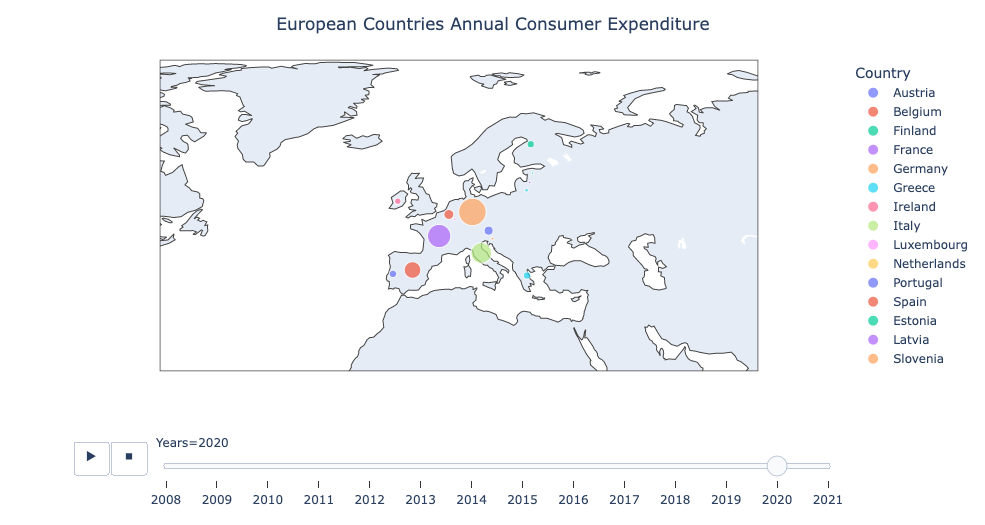 European Countries Annual Consumer Expenditure
Country
Austria
Belgium
Finland
France
Germany
Greece
Ireland
Italy
Luxembourg
Netherlands
Portugal
Spain
Estonia
Latvia
Slovenia
Years=2020
2008 2009 2010 2011 2012 2013 2014 2015 2016 2017 2018 2019 2020 2021